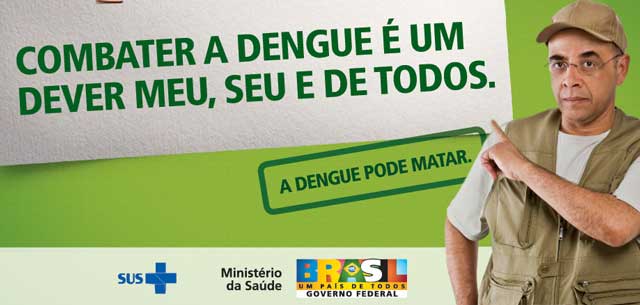 COMBATER A DENGUE É UM
DEVER MEU, SEU E DE TODOS.
A DENGUE PODE MATAR.
SUS
Ministério
da Saúde
BRASIL
UM PAÍS DE TODOS
GOVERNO FEDERAL